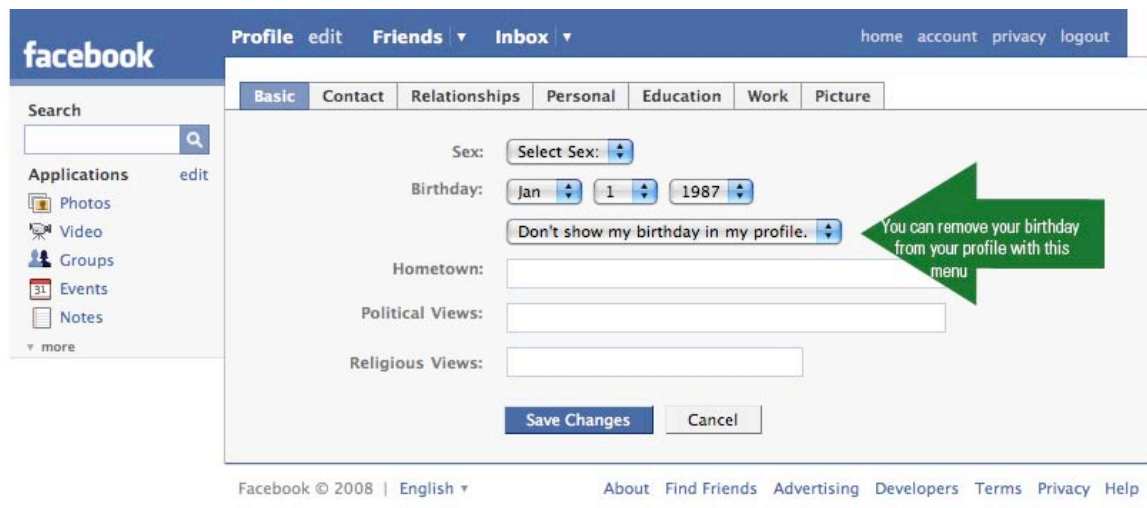 facebook
Profile edit Friends Inbox home account privacy logout
Search
Applications edit
Photos
Video
Groups
31 Events
Notes
more
Basic Contact Relationships Personal Education Work Picture
Sex: Select Sex:
Birthday: Jan 1 1987
Don't show my birthday in my profile.
You can remove your birthday
from your profile with this
menu
Hometown:
Political Views:
Religious Views:
Save Changes Cancel
Facebook © 2008 | English About Find Friends Advertising Developers Terms Privacy Help